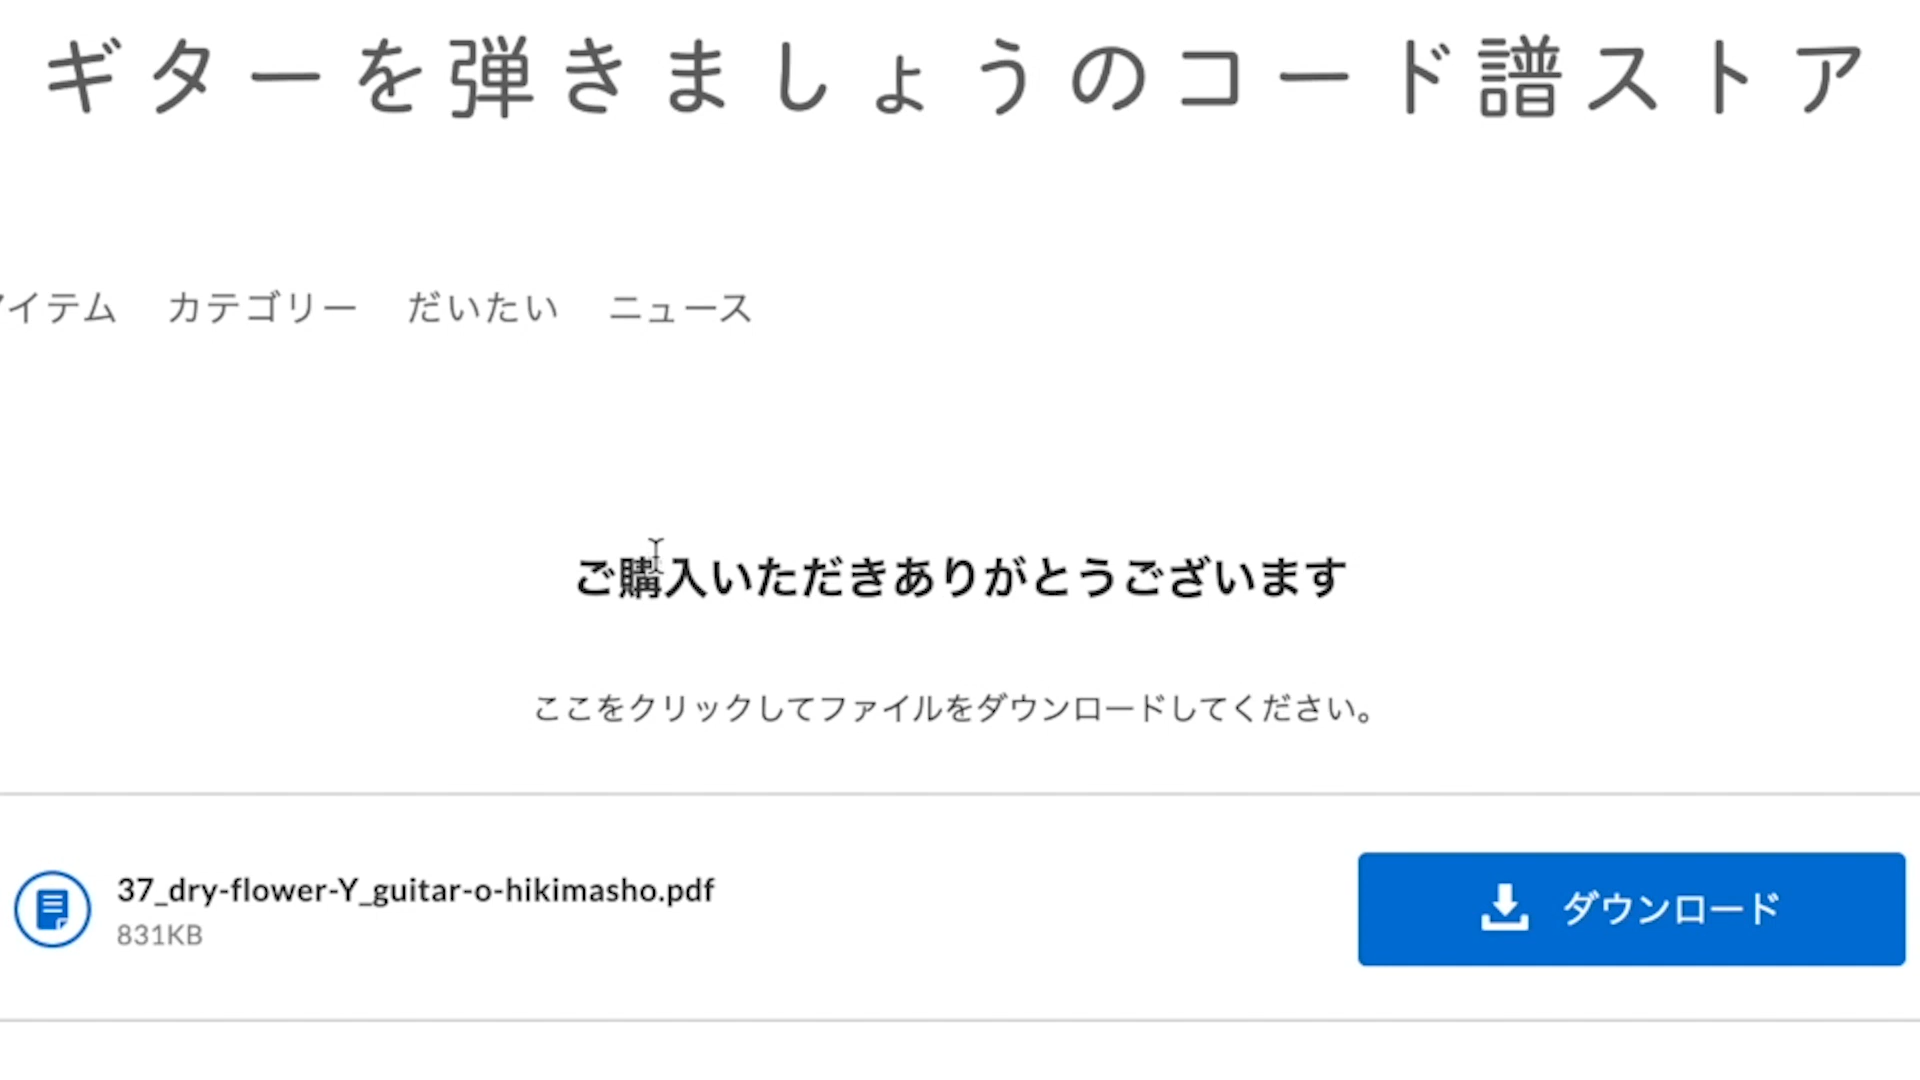 ギターを弾きましょうのコード譜ストア
アイテム カテゴリー だいたい ニュース
ご購入いただきありがとうございます
ここをクリックしてファイルをダウンロードしてください。
37_dry-flower-Y_guitar-o-hikimasho.pdf
831KB
ダウンロード